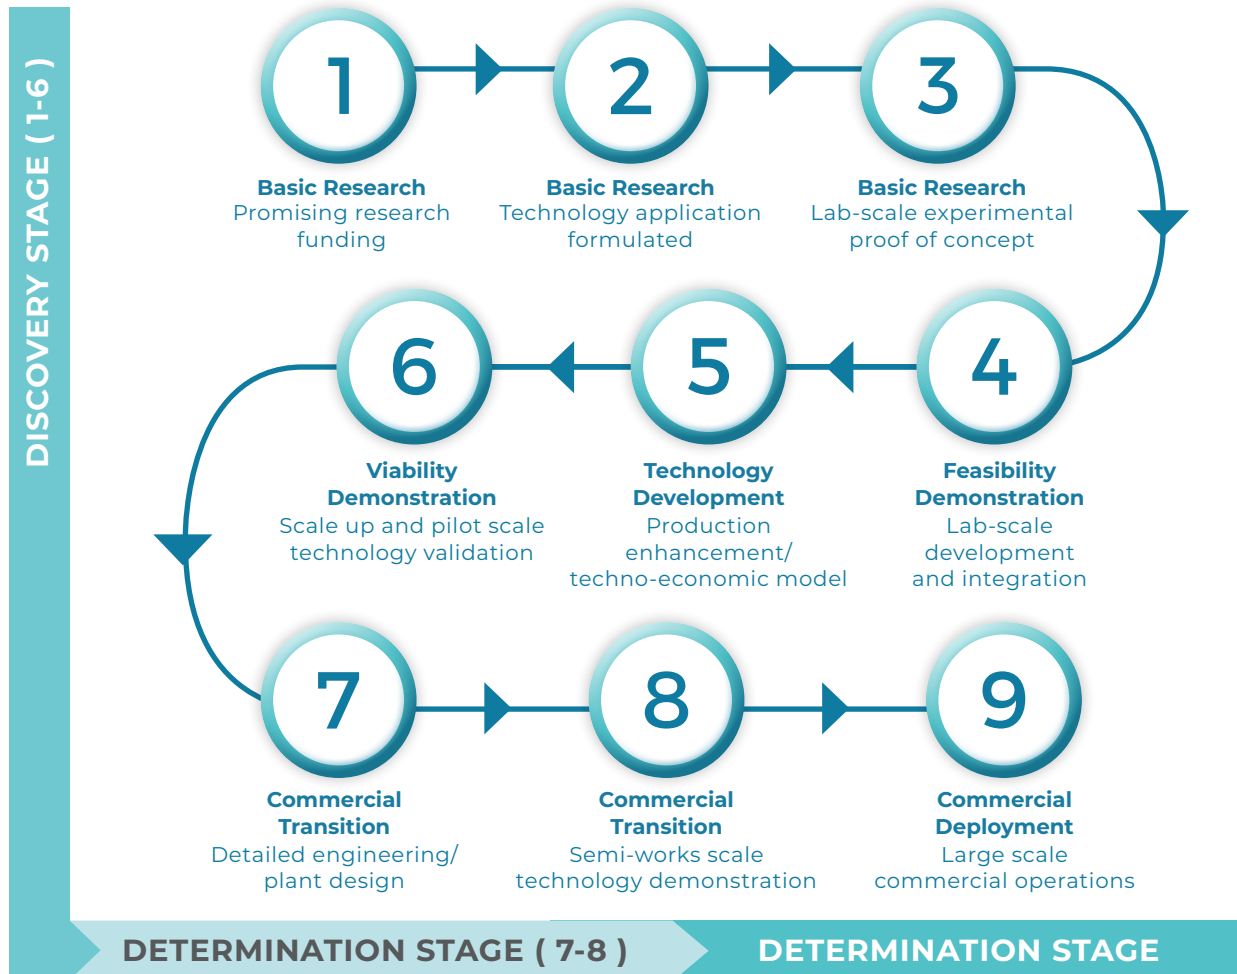 DISCOVERY STAGE ( 1-6 )
1
2
3
Basic Research
Promising research
funding
Basic Research
Technology application
formulated
Basic Research
Lab-scale experimental
proof of concept
6
5
4
Viability
Demonstration
Scale up and pilot scale
technology validation
Technology
Development
Production
enhancement/
techno-economic model
Feasibility
Demonstration
Lab-scale
development
and integration
7
8
9
Commercial
Transition
Detailed engineering/
plant design
Commercial
Transition
Semi-works scale
technology demonstration
Commercial
Deployment
Large scale
commercial operations
DETERMINATION STAGE ( 7-8 )
DETERMINATION STAGE